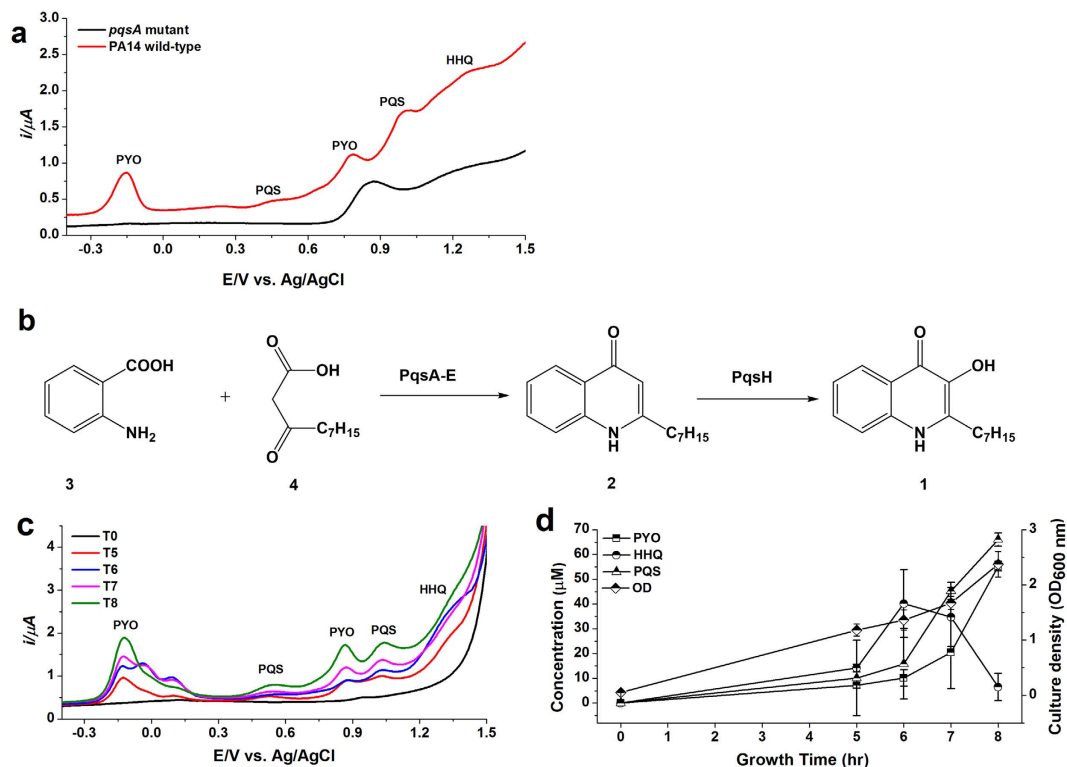 a
pqsA mutant
PA14 wild-type
3.0
2.5
2.0
1.5
1.0
0.5
0.0
i/μA
PYO
PQS
PYO
PQS
HHQ
-0.3 0.0 0.3 0.6 0.9 1.2 1.5
E/V vs. Ag/AgCl
b
COOH
NH2
3
+
O
OH
C7H15
O
4
PqsA-E
O
N
H
C7H15
2
PqsH
O
OH
N
H
C7H15
1
c
T0
T5
T6
T7
T8
4
3
2
1
0
i/μA
PYO
PQS
PYO
PQS
HHQ
-0.3 0.0 0.3 0.6 0.9 1.2 1.5
E/V vs. Ag/AgCl
d
PYO
HHQ
PQS
OD
70
60
50
40
30
20
10
0
Concentration (μM)
3
2
1
0
Culture density (OD600 nm)
0 1 2 3 4 5 6 7 8
Growth Time (hr)